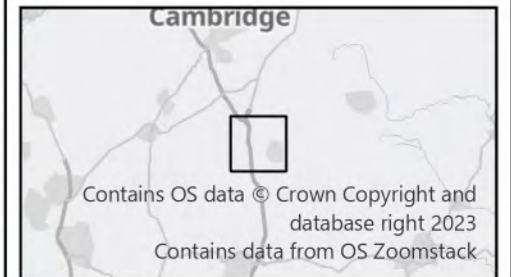 Cambridge
Contains OS data © Crown Copyright and
database right 2023
Contains data from OS Zoomstack